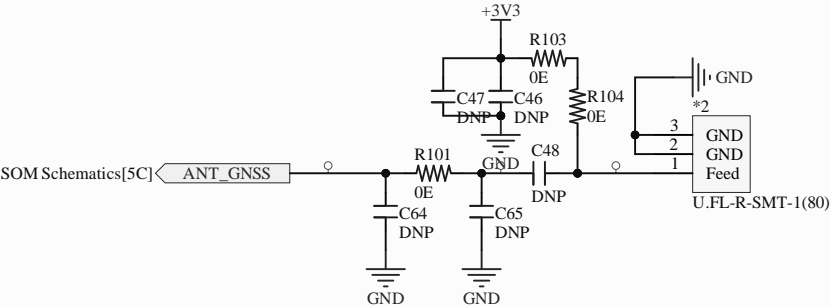 +3V3
R103
0E
C47
DNP
C46
DNP
R104
0E
GND
*2
3 GND
2 GND
1 Feed
U.FL-R-SMT-1(80)
GND
C48
DNP
SOM Schematics[5C]
ANT_GNSS
R101
0E
C64
DNP
C65
DNP
GND
GND